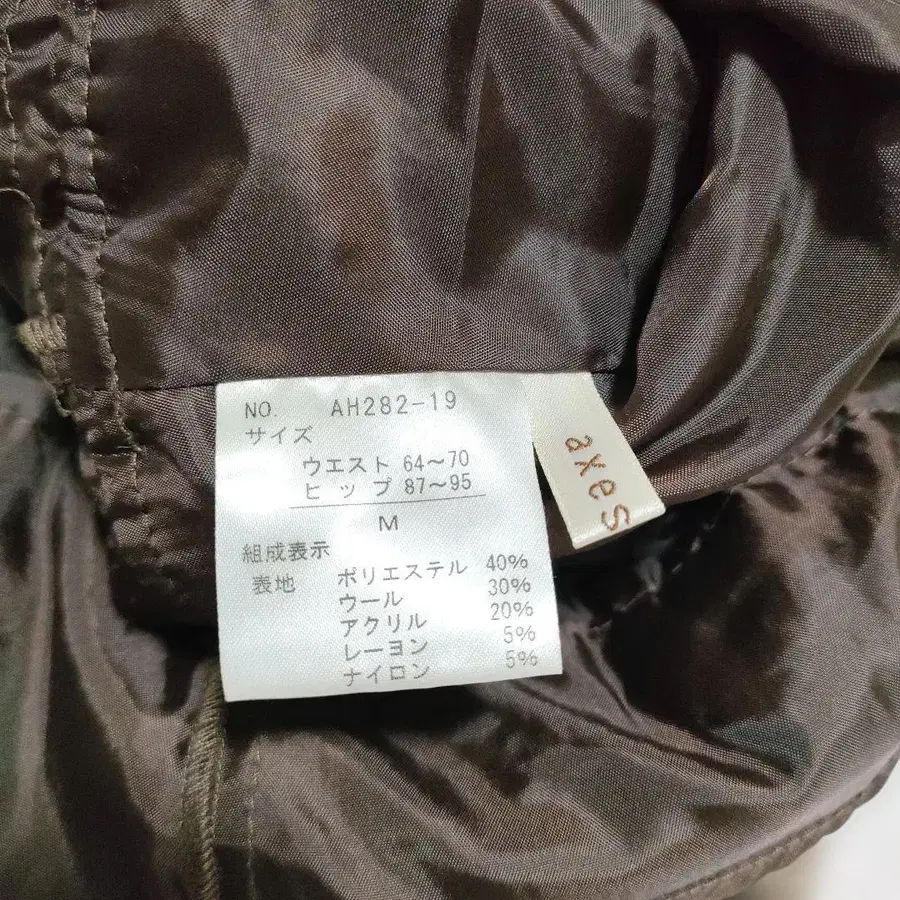 NO. AH282-19
サイズ
ウエスト 64～70
ヒップ 87～95
M
組成表示
表地 ポリエステル 40%
ウール 30%
アクリル 20%
レーヨン 5%
ナイロン 5%
axes